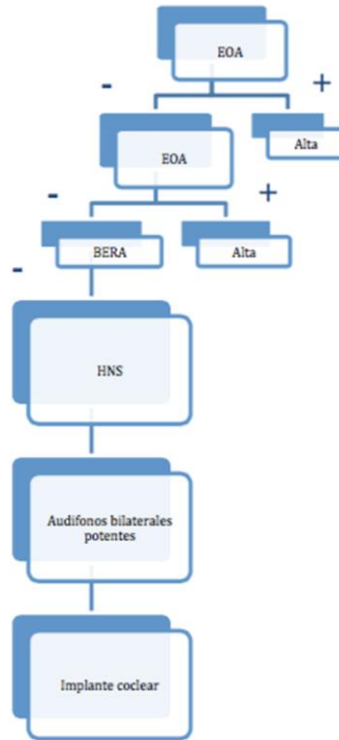 EOA
- +
EOA
Alta
- +
BERA
Alta
-
HNS
Audifonos bilaterales
potentes
Implante coclear